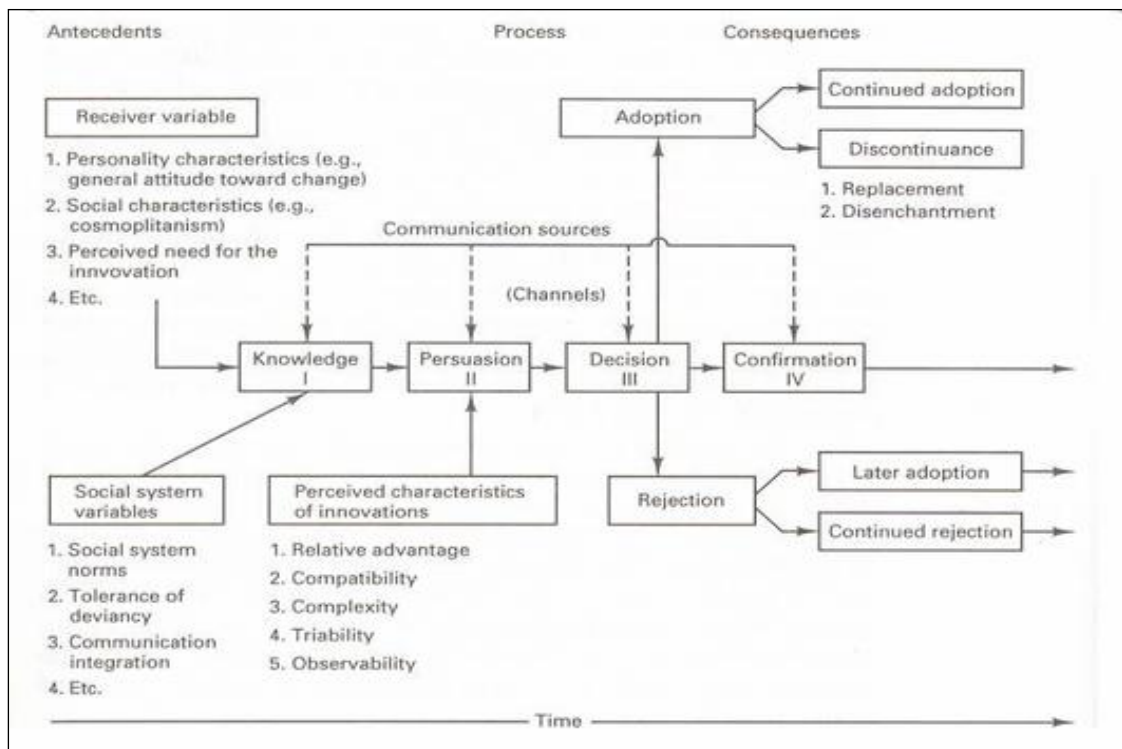 Antecedents
Process
Consequences
Receiver variable
1. Personality characteristics (e.g.,
general attitude toward change)
2. Social characteristics (e.g.,
cosmoplitanism)
3. Perceived need for the
innvovation
4. Etc.
Adoption
Continued adoption
Discontinuance
1. Replacement
2. Disenchantment
Communication sources
(Channels)
Knowledge
I
Persuasion
II
Decision
III
Confirmation
IV
Social system
variables
1. Social system
norms
2. Tolerance of
deviancy
3. Communication
integration
4. Etc.
Perceived characteristics
of innovations
1. Relative advantage
2. Compatibility
3. Complexity
4. Triability
5. Observability
Rejection
Later adoption
Continued rejection
Time